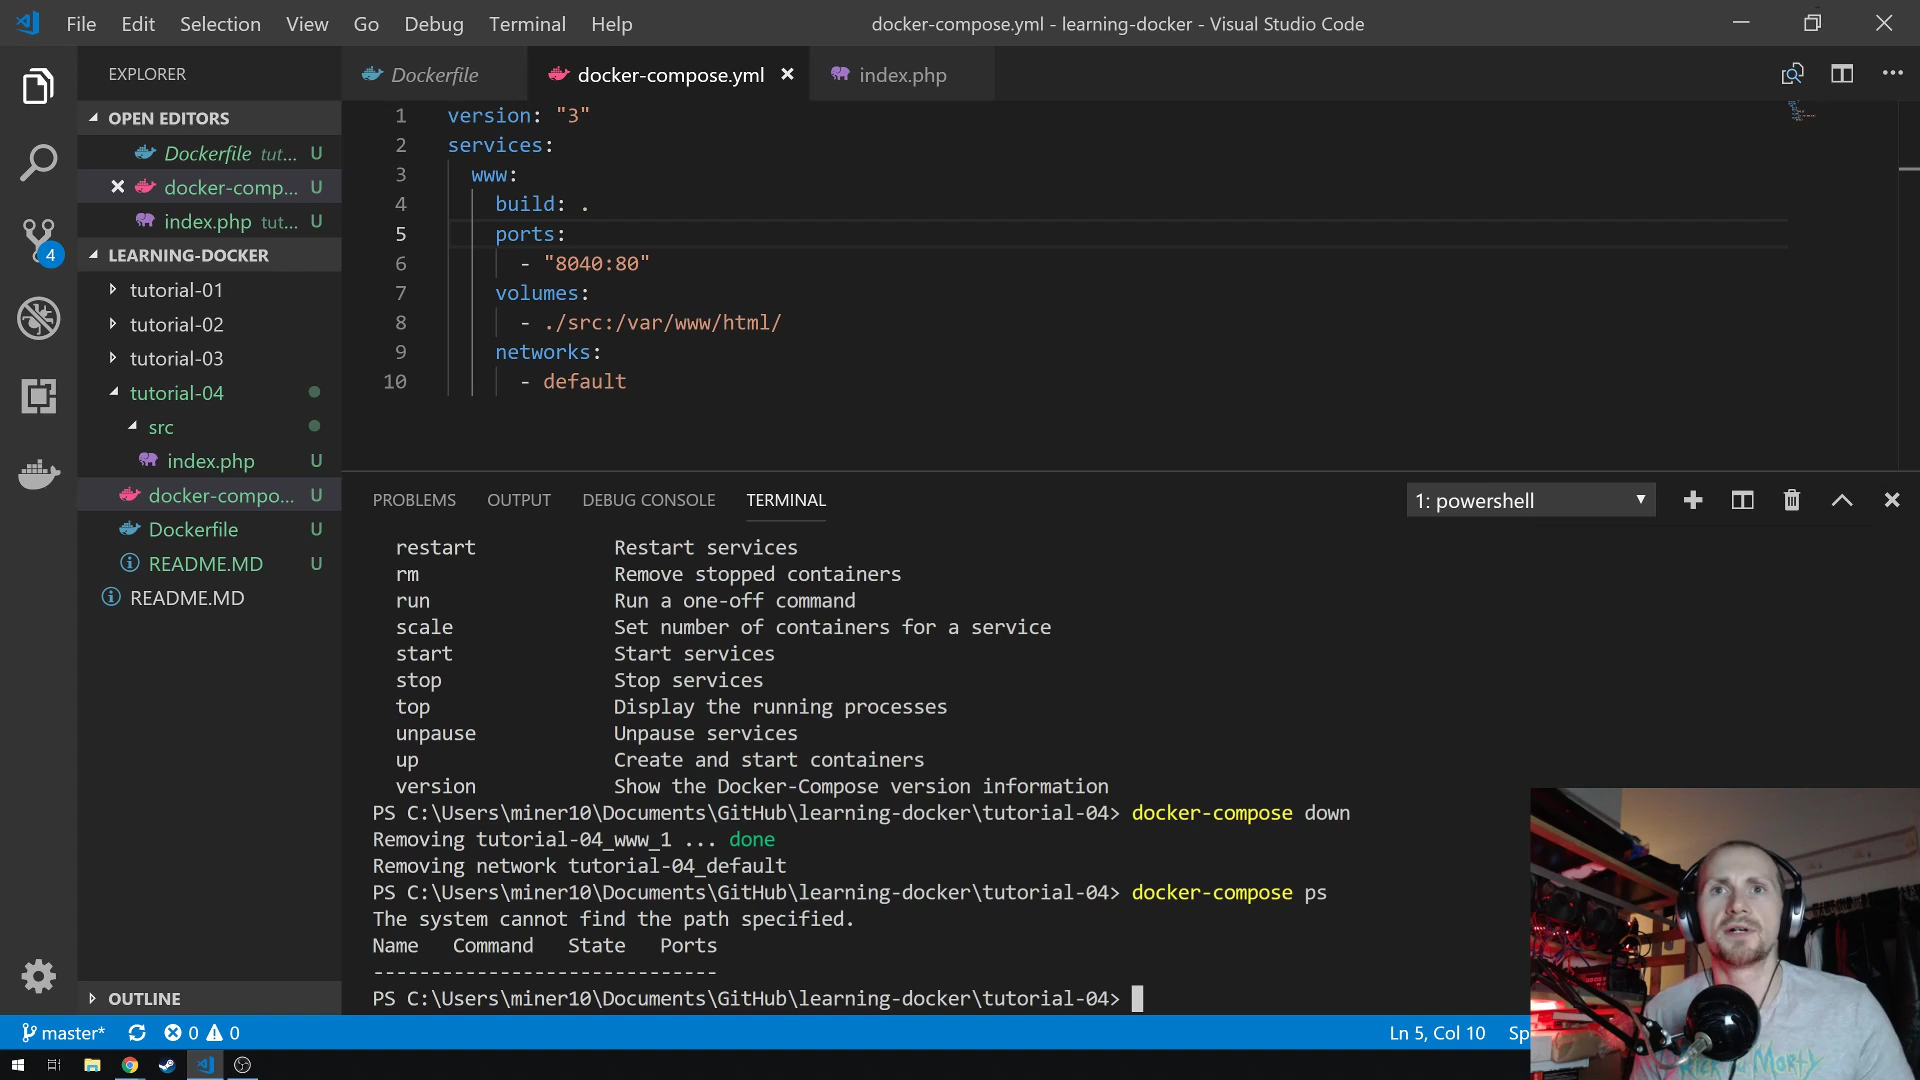 File Edit Selection View Go Debug Terminal Help
docker-compose.yml - learning-docker - Visual Studio Code
EXPLORER
OPEN EDITORS
Dockerfile tut... U
docker-comp... U
index.php tut... U
LEARNING-DOCKER
tutorial-01
tutorial-02
tutorial-03
tutorial-04
src
index.php U
docker-compo... U
Dockerfile U
README.MD U
README.MD
OUTLINE
4
Dockerfile
docker-compose.yml
index.php
1 version: "3"
2 services:
3 www:
4 build: .
5 ports:
6 - "8040:80"
7 volumes:
8 - ./src:/var/www/html/
9 networks:
10 - default
PROBLEMS OUTPUT DEBUG CONSOLE TERMINAL
1: powershell
restart Restart services
rm Remove stopped containers
run Run a one-off command
scale Set number of containers for a service
start Start services
stop Stop services
top Display the running processes
unpause Unpause services
up Create and start containers
version Show the Docker-Compose version information
PS C:\Users\miner10\Documents\GitHub\learning-docker\tutorial-04> docker-compose down
Removing tutorial-04_www_1 ... done
Removing network tutorial-04_default
PS C:\Users\miner10\Documents\GitHub\learning-docker\tutorial-04> docker-compose ps
The system cannot find the path specified.
Name Command State Ports
------------------------------
PS C:\Users\miner10\Documents\GitHub\learning-docker\tutorial-04>
master* 0 0
Ln 5, Col 10 Sp
Morty